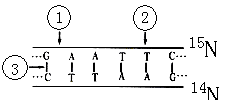 ① ②
¹⁵N
…G A A T T C…
③
…C T T A A G…
¹⁴N